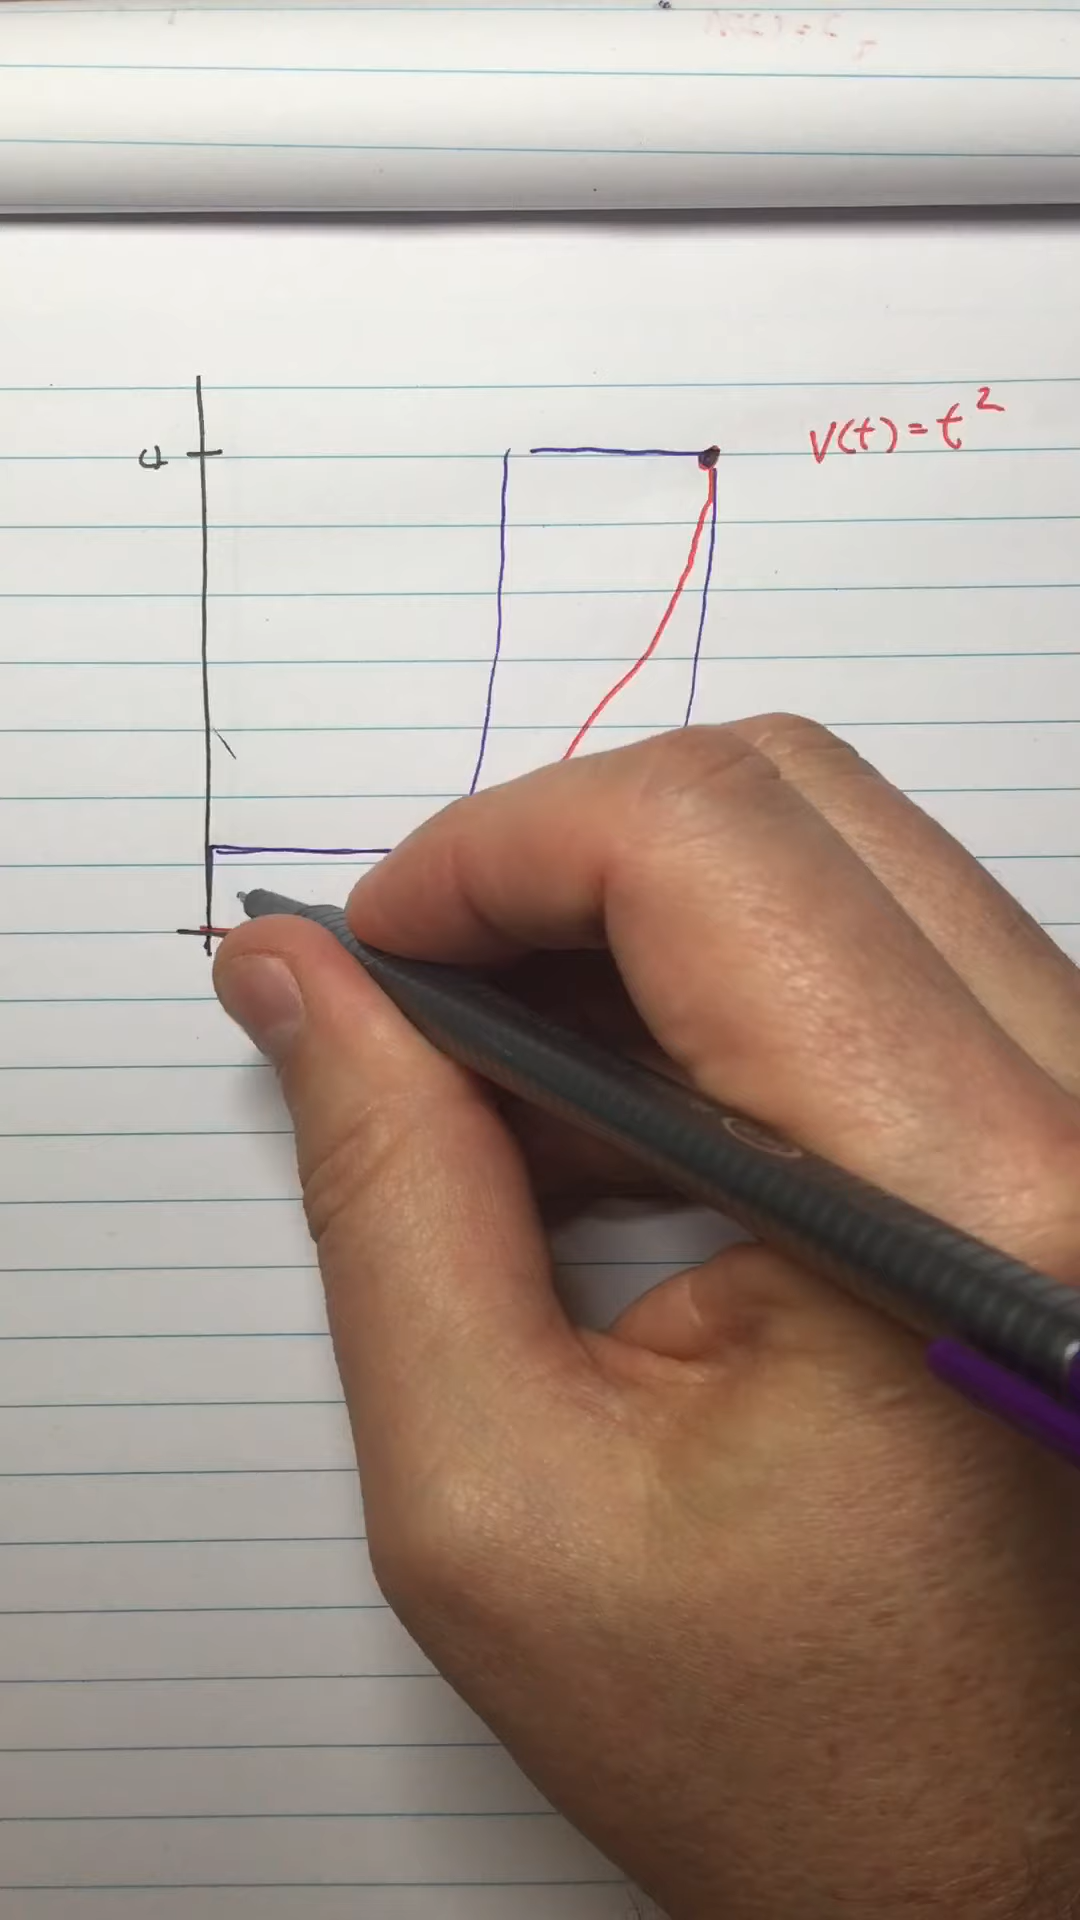 V(t) = t²
4